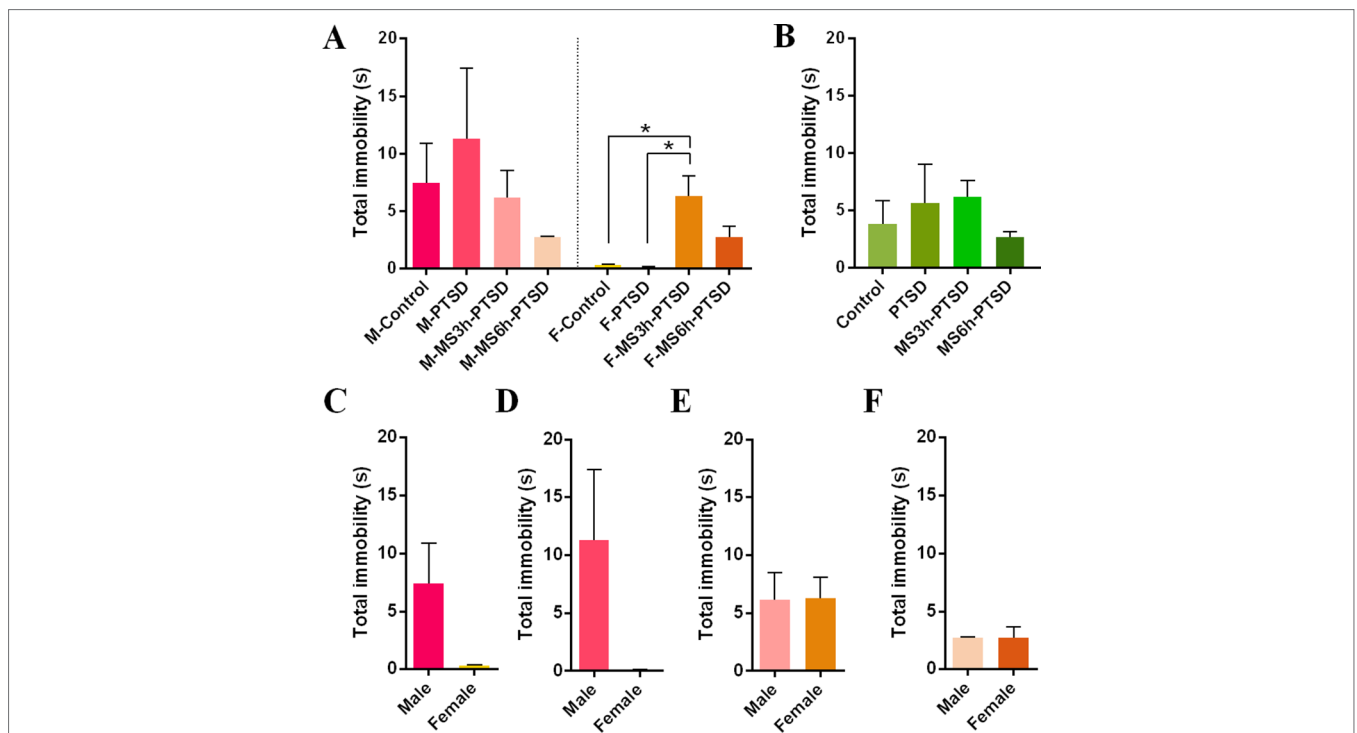 A
Total immobility (s)
20
15
10
5
0
*
*
M-Control
M-PTSD
M-MS3h-PTSD
M-MS6h-PTSD
F-Control
F-PTSD
F-MS3h-PTSD
F-MS6h-PTSD
B
Total immobility (s)
20
15
10
5
0
Control
PTSD
MS3h-PTSD
MS6h-PTSD
C
Total immobility (s)
20
15
10
5
0
Male
Female
D
Total immobility (s)
20
15
10
5
0
Male
Female
E
Total immobility (s)
20
15
10
5
0
Male
Female
F
Total immobility (s)
20
15
10
5
0
Male
Female